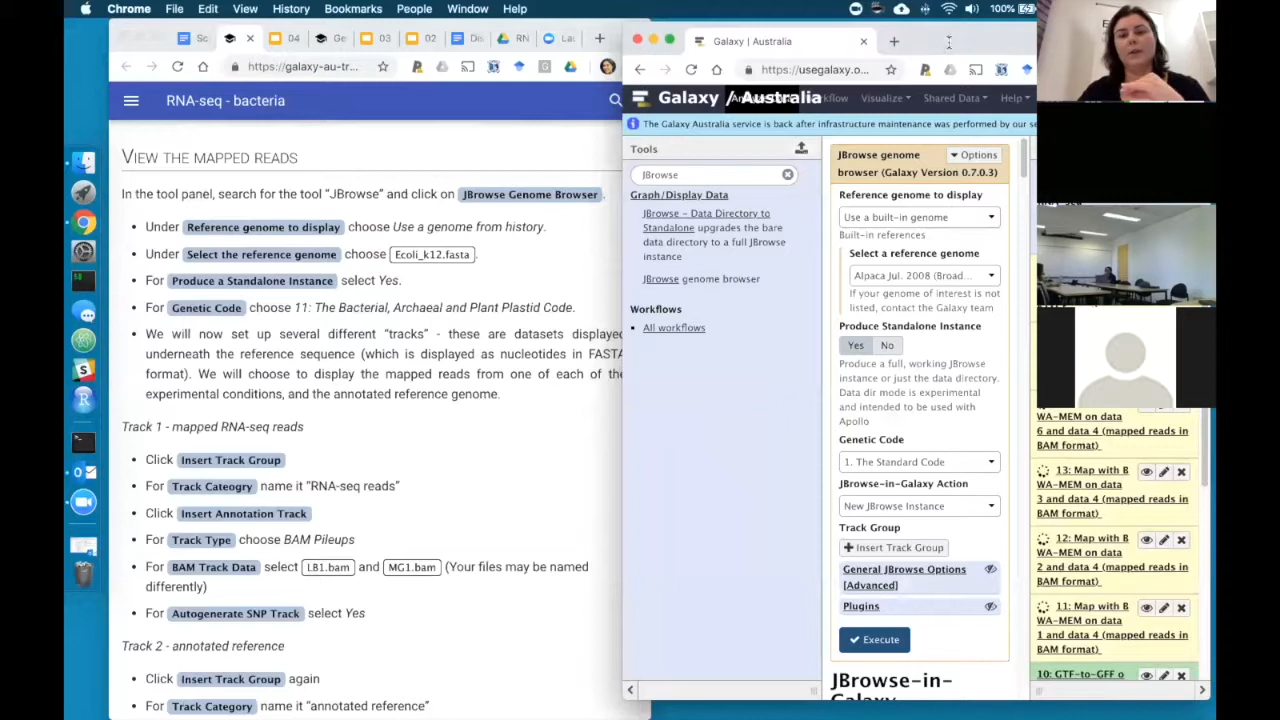 Chrome File Edit View History Bookmarks People Window Help 100%
Sc 04 Ge 03 02 Dis RN La
https://galaxy-au-tr...
RNA-seq - bacteria
VIEW THE MAPPED READS
In the tool panel, search for the tool “JBrowse” and click on JBrowse Genome Browser.
• Under Reference genome to display choose Use a genome from history.
• Under Select the reference genome choose Ecoli_k12.fasta.
• For Produce a Standalone Instance select Yes.
• For Genetic Code choose 11: The Bacterial, Archaeal and Plant Plastid Code.
• We will now set up several different “tracks” - these are datasets displayed
underneath the reference sequence (which is displayed as nucleotides in FASTA
format). We will choose to display the mapped reads from one of each of the
experimental conditions, and the annotated reference genome.
Track 1 - mapped RNA-seq reads
• Click Insert Track Group
• For Track Cateogry name it “RNA-seq reads”
• Click Insert Annotation Track
• For Track Type choose BAM Pileups
• For BAM Track Data select LB1.bam and MG1.bam (Your files may be named
differently)
• For Autogenerate SNP Track select Yes
Track 2 - annotated reference
• Click Insert Track Group again
• For Track Category name it “annotated reference”
Galaxy | Australia
https://usegalaxy.o...
Galaxy / Australia Workflow Visualize Shared Data Help
The Galaxy Australia service is back after infrastructure maintenance was performed by our se
Tools
JBrowse
Graph/Display Data
JBrowse - Data Directory to
Standalone upgrades the
bare data directory to a full JBrowse
instance
JBrowse genome browser
Workflows
• All workflows
JBrowse genome Options
browser (Galaxy Version 0.7.0.3)
Reference genome to display
Use a built-in genome
Built-in references
Select a reference genome
Alpaca Jul. 2008 (Broad...
If your genome of interest is not
listed, contact the Galaxy team
Produce Standalone Instance
Yes No
Produce a full, working JBrowse
instance or just the data directory.
Data dir mode is experimental
and intended to be used with
Apollo
Genetic Code
1. The Standard Code
JBrowse-in-Galaxy Action
New JBrowse Instance
Track Group
Insert Track Group
General JBrowse Options
[Advanced]
Plugins
Execute
JBrowse-in-
Galaxy
WA-MEM on data
6 and data 4 (mapped reads in
BAM format)
13: Map with B
WA-MEM on data
3 and data 4 (mapped reads in
BAM format)
12: Map with B
WA-MEM on data
2 and data 4 (mapped reads in
BAM format)
11: Map with B
WA-MEM on data
1 and data 4 (mapped reads in
BAM format)
10: GTF-to-GFF o